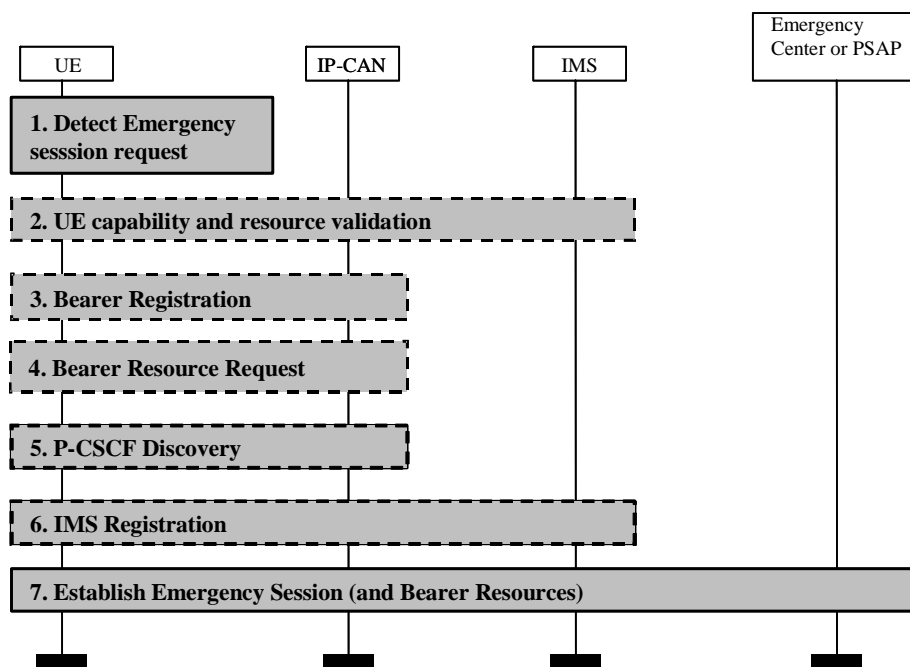 Emergency
Center or PSAP
UE
IP-CAN
IMS
1. Detect Emergency
sesssion request
2. UE capability and resource validation
3. Bearer Registration
4. Bearer Resource Request
5. P-CSCF Discovery
6. IMS Registration
7. Establish Emergency Session (and Bearer Resources)